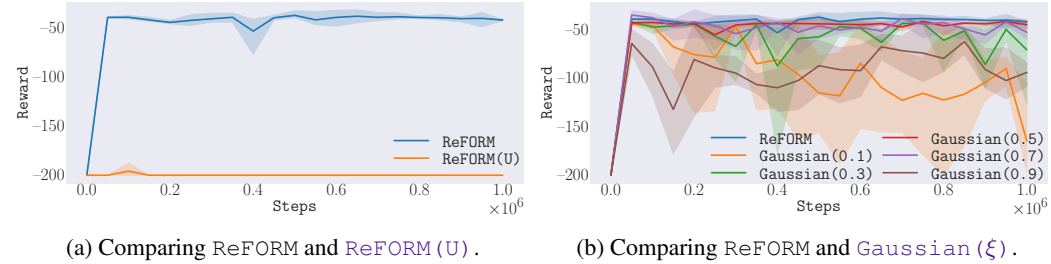 −50
−100
−150
−200
Reward
0.0
0.2
0.4
0.6
0.8
1.0
×10⁶
Steps
ReFORM
ReFORM(U)
(a) Comparing ReFORM and ReFORM(U).
−50
−100
−150
−200
Reward
0.0
0.2
0.4
0.6
0.8
1.0
×10⁶
Steps
ReFORM
Gaussian(0.1)
Gaussian(0.3)
Gaussian(0.5)
Gaussian(0.7)
Gaussian(0.9)
(b) Comparing ReFORM and Gaussian(ξ).